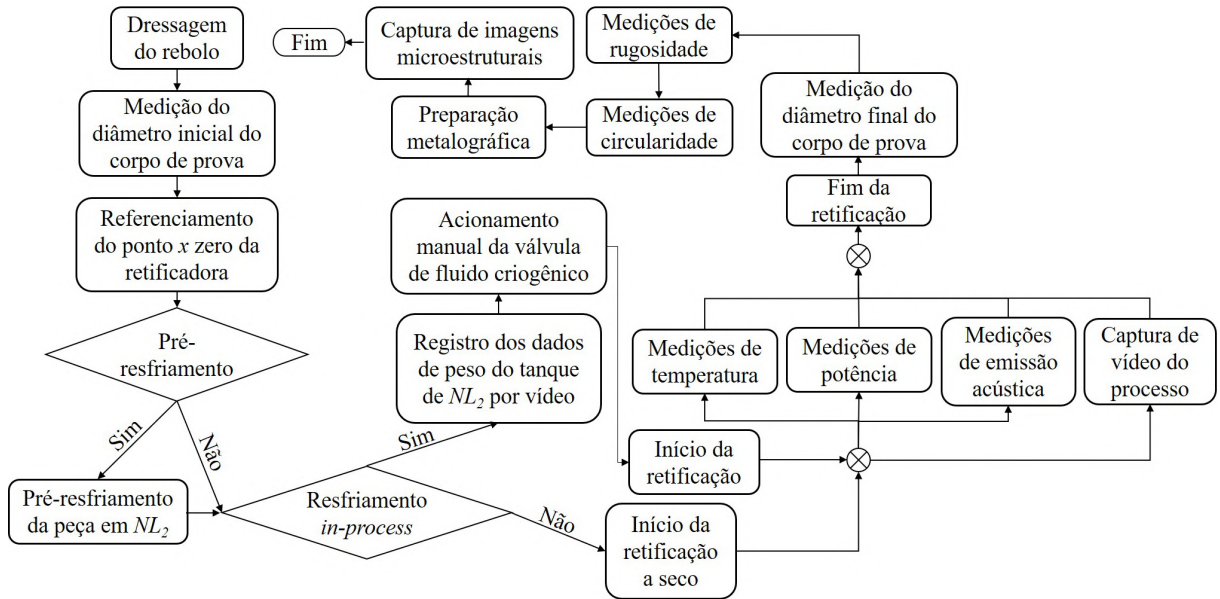 Dressagem
do rebolo
Medição do
diâmetro inicial do
corpo de prova
Referenciamento
do ponto x zero da
retificadora
Pré-
resfriamento
Sim
Não
Pré-resfriamento
da peça em NL2
Resfriamento
in-process
Sim
Não
Registro dos dados
de peso do tanque
de NL2 por vídeo
Acionamento
manual da válvula
de fluido criogênico
Início da
retificação
Início da
retificação
a seco
Medições de
temperatura
Medições de
potência
Medições
de emissão
acústica
Captura de
vídeo do
processo
Fim da
retificação
Medição do
diâmetro final do
corpo de prova
Medições de
rugosidade
Medições de
circularidade
Preparação
metalográfica
Captura de imagens
microestruturais
Fim